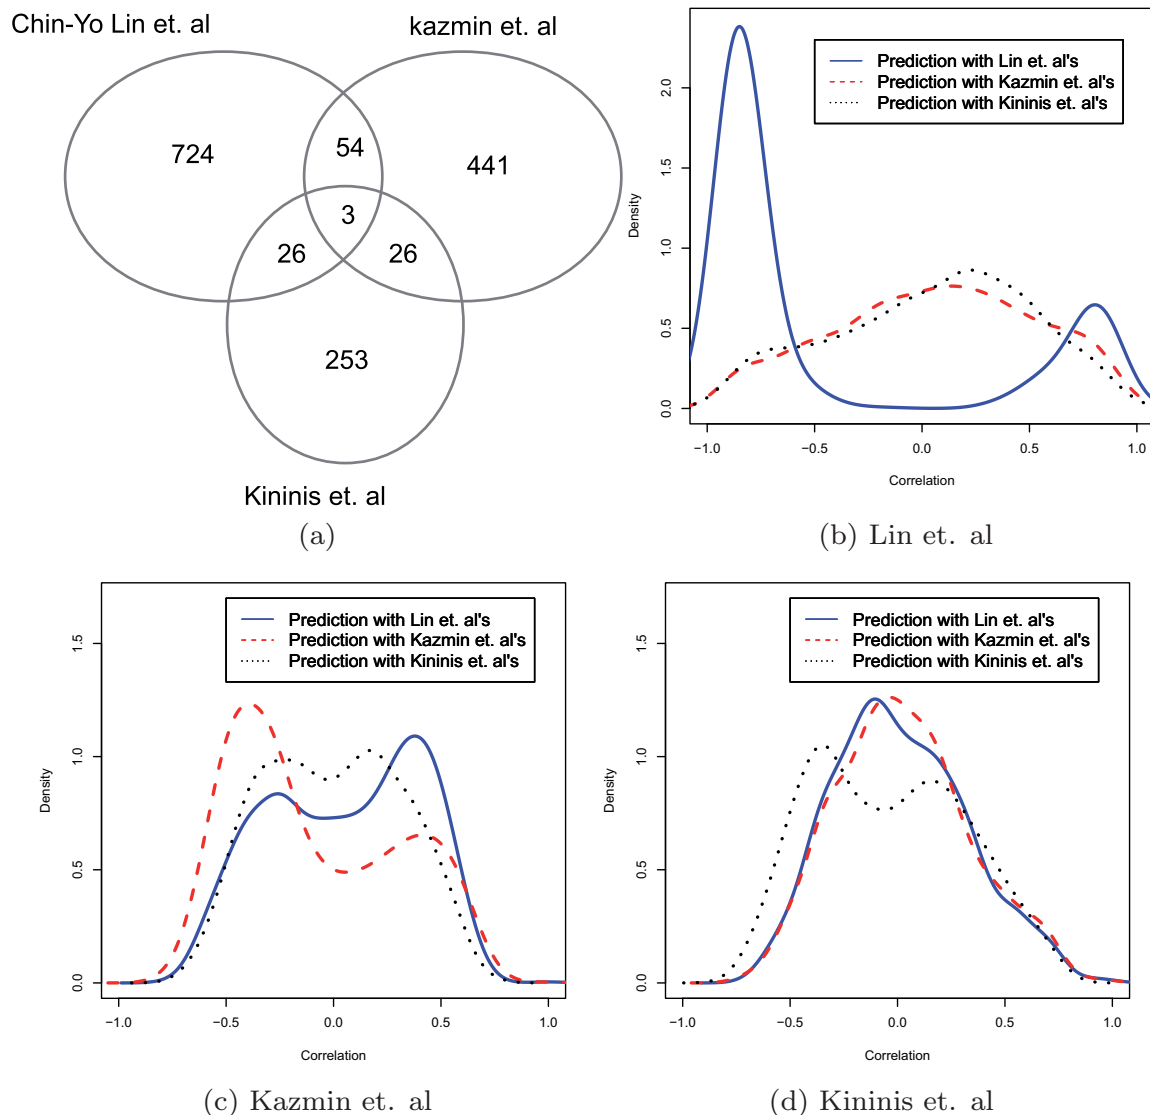 Chin-Yo Lin et. al
kazmin et. al
724
54
441
3
26
26
253
Kininis et. al
(a)
Prediction with Lin et. al's
Prediction with Kazmin et. al's
Prediction with Kininis et. al's
Density
0.0
0.5
1.0
1.5
2.0
−1.0 −0.5 0.0 0.5 1.0
Correlation
(b) Lin et. al
Prediction with Lin et. al's
Prediction with Kazmin et. al's
Prediction with Kininis et. al's
Density
0.0
0.5
1.0
1.5
−1.0 −0.5 0.0 0.5 1.0
Correlation
(c) Kazmin et. al
Prediction with Lin et. al's
Prediction with Kazmin et. al's
Prediction with Kininis et. al's
Density
0.0
0.5
1.0
1.5
−1.0 −0.5 0.0 0.5 1.0
Correlation
(d) Kininis et. al